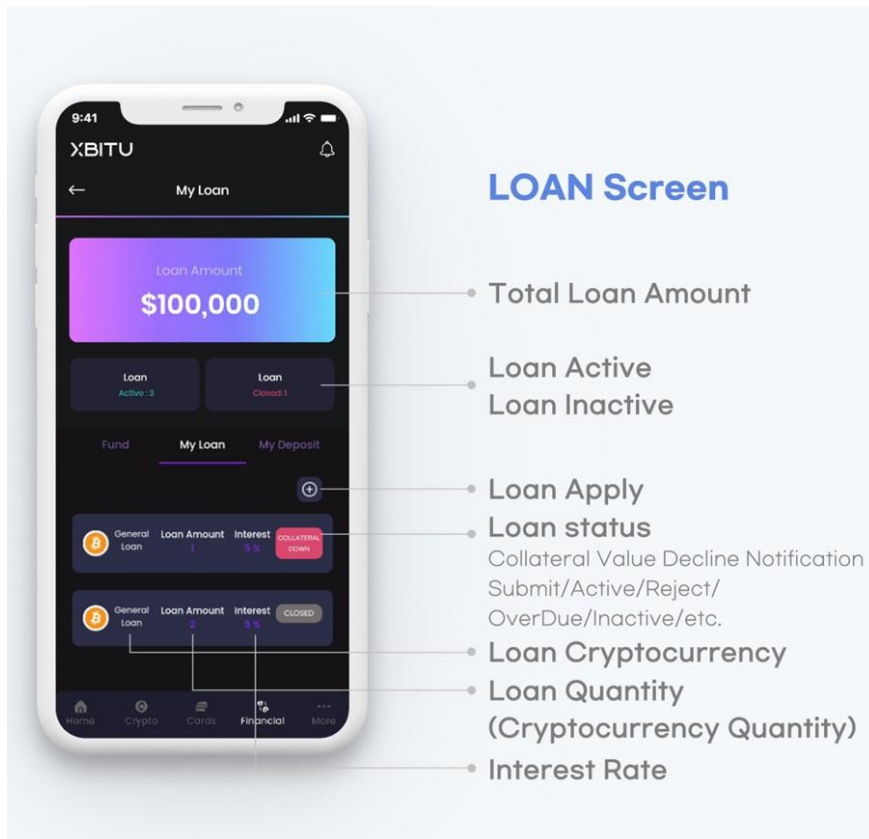 9:41
XBITU
My Loan
Loan Amount
$100,000
Loan
Active : 3
Loan
Closed: 1
Fund
My Loan
My Deposit
General Loan
Loan Amount
1
Interest
5 %
COLLATERAL DOWN
General Loan
Loan Amount
2
Interest
5 %
CLOSED
Home
Crypto
Cards
Financial
More
LOAN Screen
Total Loan Amount
Loan Active
Loan Inactive
Loan Apply
Loan status
Collateral Value Decline Notification
Submit/Active/Reject/
OverDue/Inactive/etc.
Loan Cryptocurrency
Loan Quantity
(Cryptocurrency Quantity)
Interest Rate